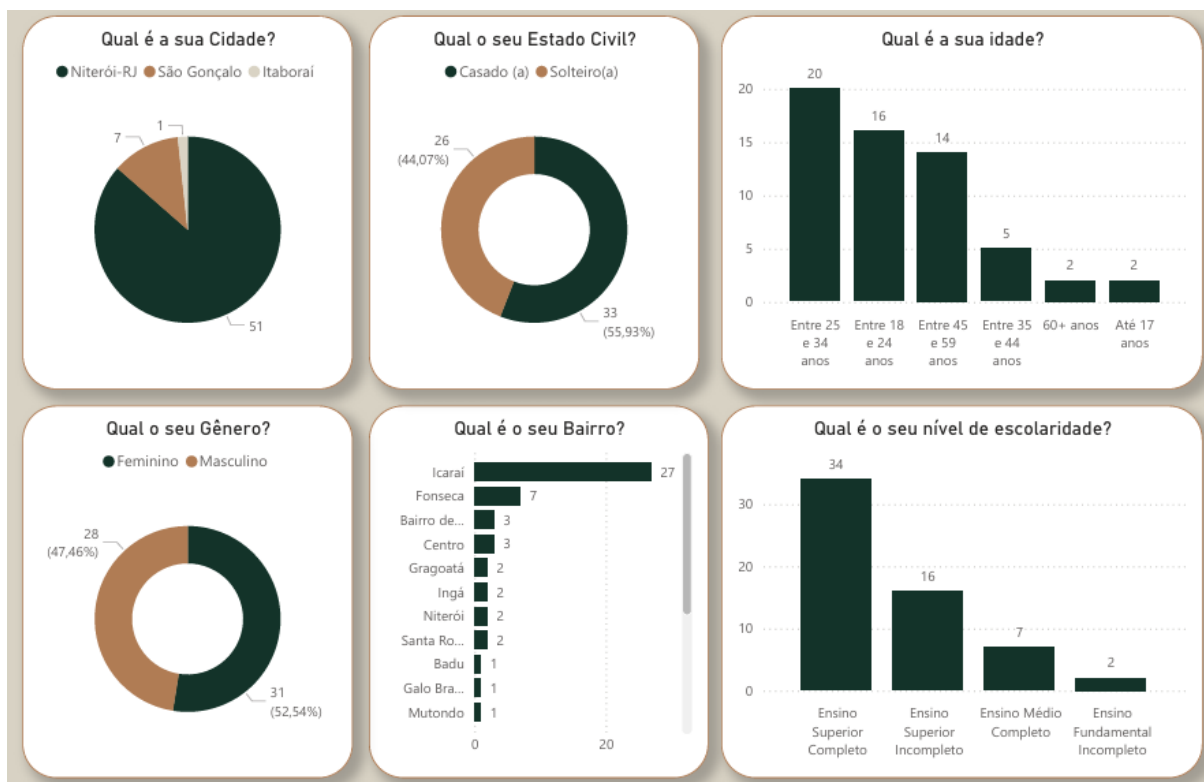 Qual é a sua Cidade?
Niterói-RJ São Gonçalo Itaboraí
1
7
51
Qual o seu Estado Civil?
Casado (a) Solteiro(a)
26
(44,07%)
33
(55,93%)
Qual é a sua idade?
20
15
10
5
0
20
16
14
5
2
2
Entre 25
e 34
anos
Entre 18
e 24
anos
Entre 45
e 59
anos
Entre 35
e 44
anos
60+ anos
Até 17
anos
Qual o seu Gênero?
Feminino Masculino
28
(47,46%)
31
(52,54%)
Qual é o seu Bairro?
Icaraí 27
Fonseca 7
Bairro de... 3
Centro 3
Gragoatá 2
Ingá 2
Niterói 2
Santa Ro... 2
Badu 1
Galo Bra... 1
Mutondo 1
0 20
Qual é o seu nível de escolaridade?
30
20
10
0
34
16
7
2
Ensino
Superior
Completo
Ensino
Superior
Incompleto
Ensino Médio
Completo
Ensino
Fundamental
Incompleto